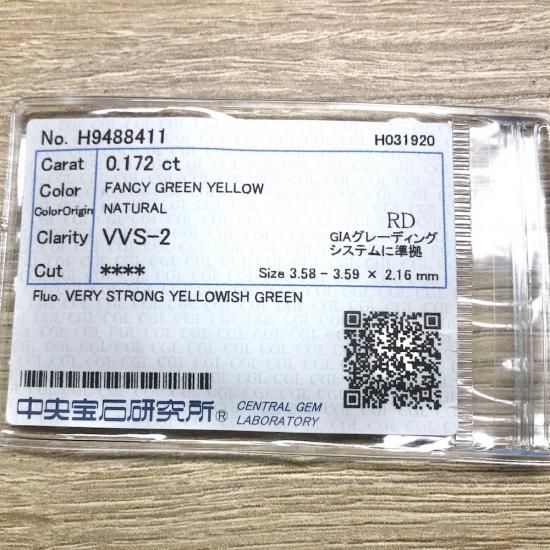 No. H9488411 H031920
Carat 0.172 ct
Color FANCY GREEN YELLOW
ColorOrigin NATURAL
RD
Clarity VVS-2 GIAグレーディング
システムに準拠
Cut **** Size 3.58 - 3.59 × 2.16 mm
Fluo. VERY STRONG YELLOWISH GREEN
中央宝石研究所® CENTRAL GEM
LABORATORY